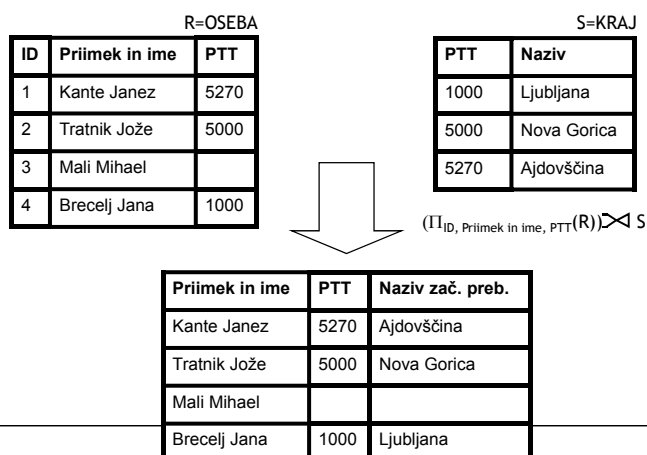 R=OSEBA
ID Priimek in ime PTT
1 Kante Janez 5270
2 Tratnik Jože 5000
3 Mali Mihael
4 Brecelj Jana 1000
S=KRAJ
PTT Naziv
1000 Ljubljana
5000 Nova Gorica
5270 Ajdovščina
(Π ID, Priimek in ime, PTT(R))⟕ S
Priimek in ime PTT Naziv zač. preb.
Kante Janez 5270 Ajdovščina
Tratnik Jože 5000 Nova Gorica
Mali Mihael
Brecelj Jana 1000 Ljubljana